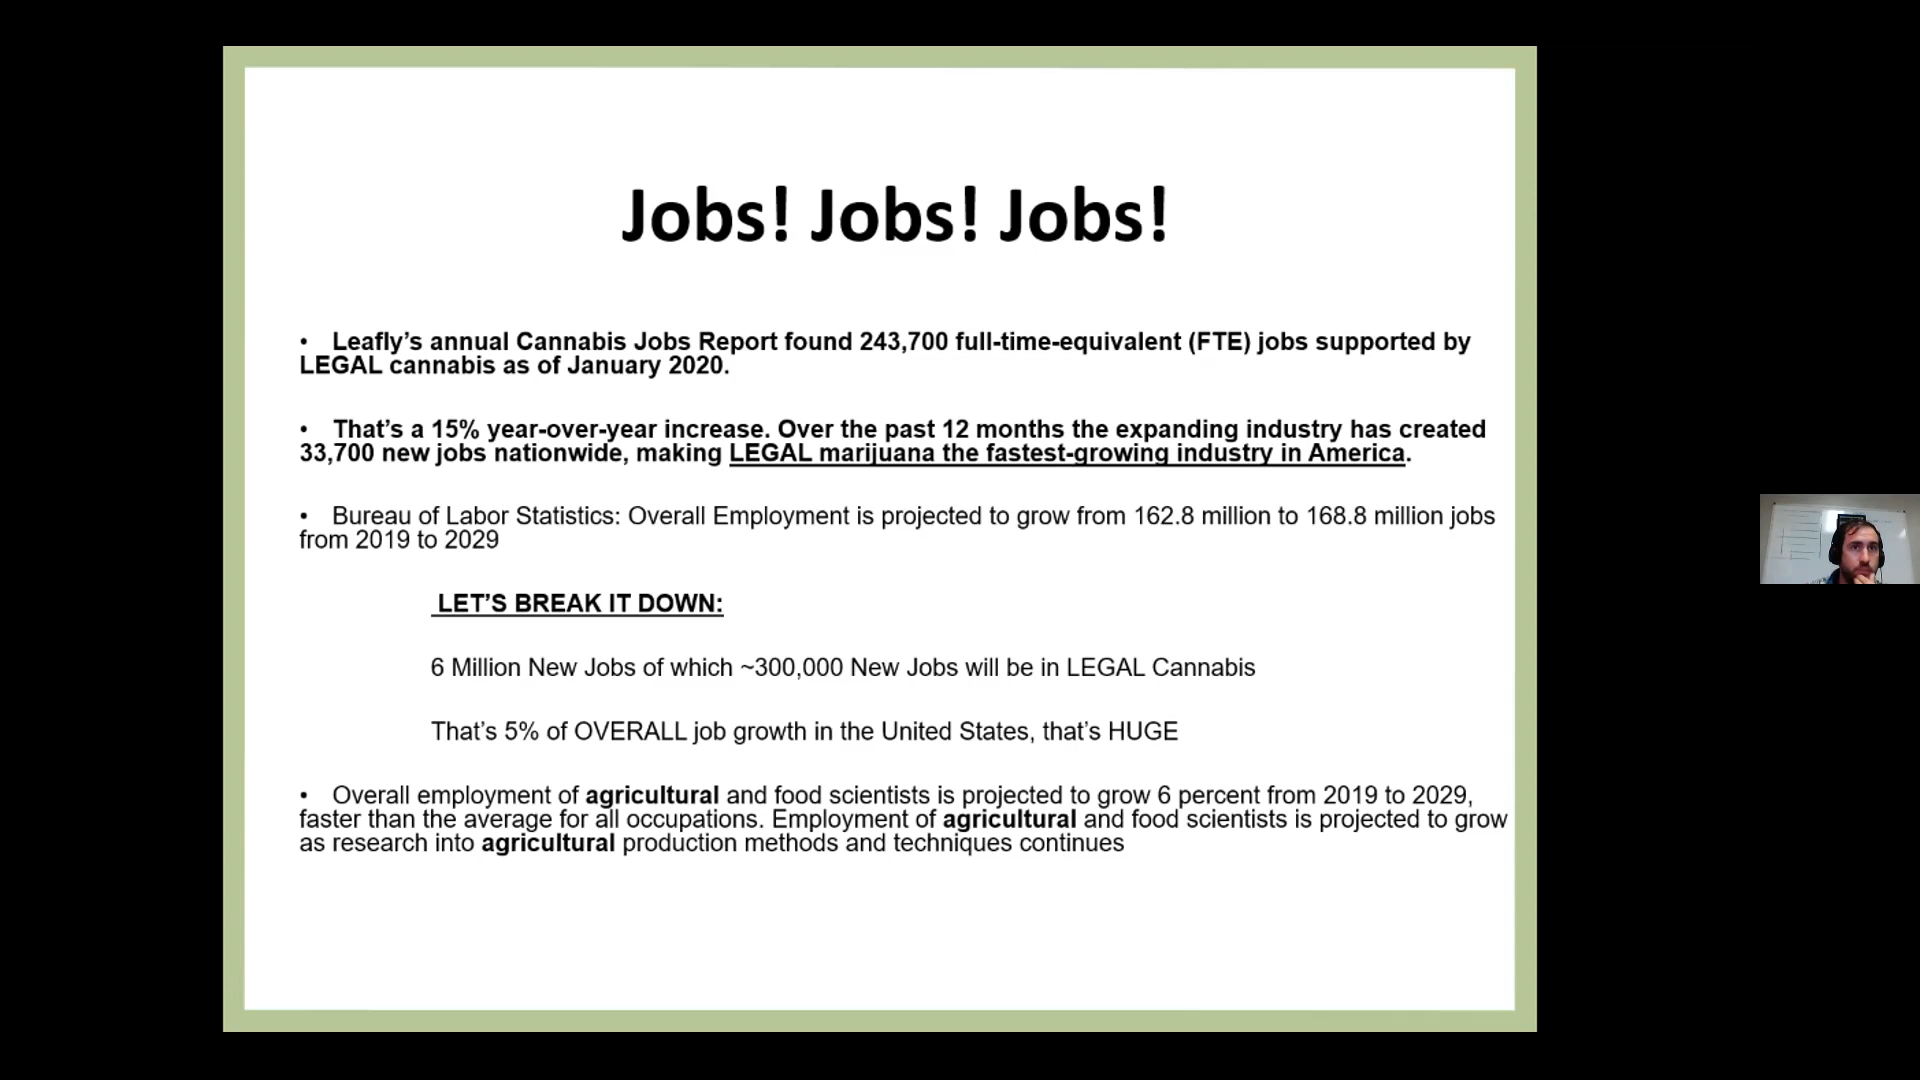 Jobs! Jobs! Jobs!
• Leafly’s annual Cannabis Jobs Report found 243,700 full-time-equivalent (FTE) jobs supported by
LEGAL cannabis as of January 2020.
• That’s a 15% year-over-year increase. Over the past 12 months the expanding industry has created
33,700 new jobs nationwide, making LEGAL marijuana the fastest-growing industry in America.
• Bureau of Labor Statistics: Overall Employment is projected to grow from 162.8 million to 168.8 million jobs
from 2019 to 2029
LET’S BREAK IT DOWN:
6 Million New Jobs of which ~300,000 New Jobs will be in LEGAL Cannabis
That’s 5% of OVERALL job growth in the United States, that’s HUGE
• Overall employment of agricultural and food scientists is projected to grow 6 percent from 2019 to 2029,
faster than the average for all occupations. Employment of agricultural and food scientists is projected to grow
as research into agricultural production methods and techniques continues